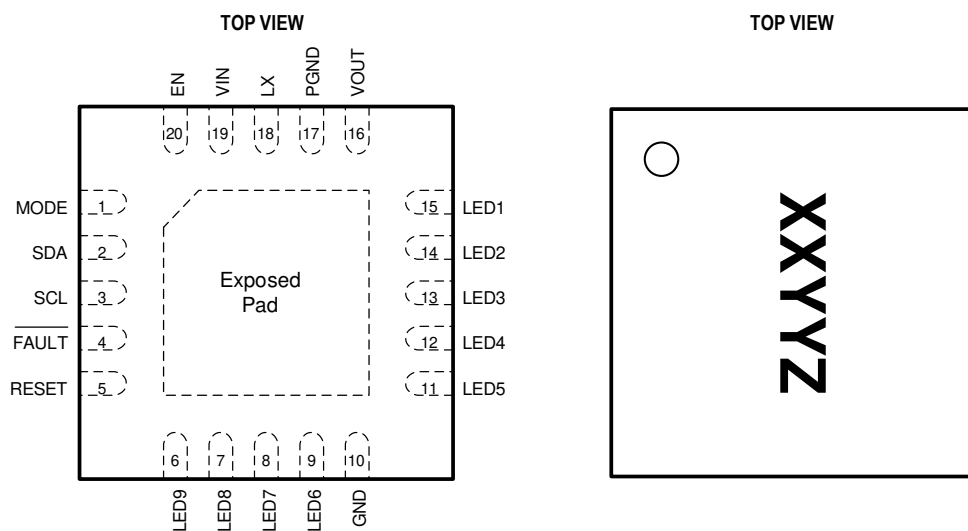 TOP VIEW
TOP VIEW
EN
VIN
LX
PGND
VOUT
20
19
18
17
16
MODE 1
SDA 2
SCL 3
FAULT 4
RESET 5
Exposed
Pad
15 LED1
14 LED2
13 LED3
12 LED4
11 LED5
6
7
8
9
10
LED9
LED8
LED7
LED6
GND
XXYYZ